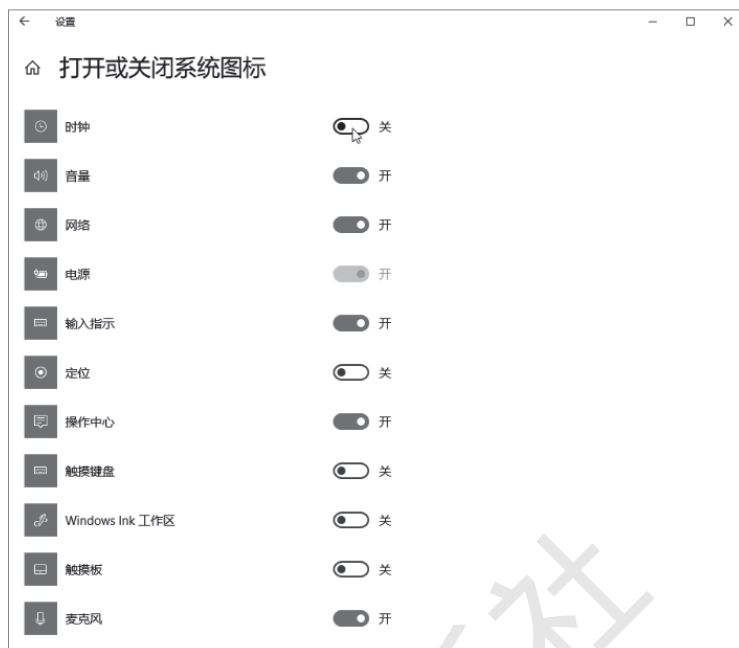 设置
打开或关闭系统图标
时钟 关
音量 开
网络 开
电源 开
输入指示 开
定位 关
操作中心 开
触摸键盘 关
Windows Ink 工作区 关
触摸板 关
麦克风 开
社